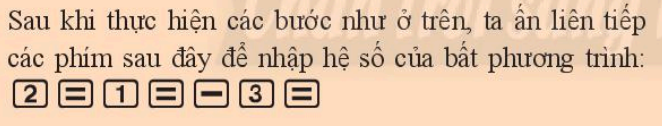 Sau khi thực hiện các bước như ở trên, ta ấn liên tiếp
các phím sau đây để nhập hệ số của bất phương trình:
2 = 1 = - 3 =